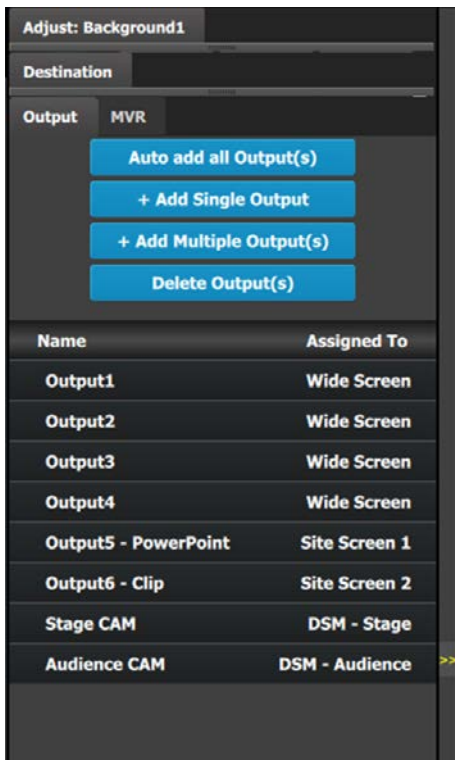 Adjust: Background1
Destination
Output MVR
Auto add all Output(s)
+ Add Single Output
+ Add Multiple Output(s)
Delete Output(s)
Name Assigned To
Output1 Wide Screen
Output2 Wide Screen
Output3 Wide Screen
Output4 Wide Screen
Output5 - PowerPoint Site Screen 1
Output6 - Clip Site Screen 2
Stage CAM DSM - Stage
Audience CAM DSM - Audience
>>